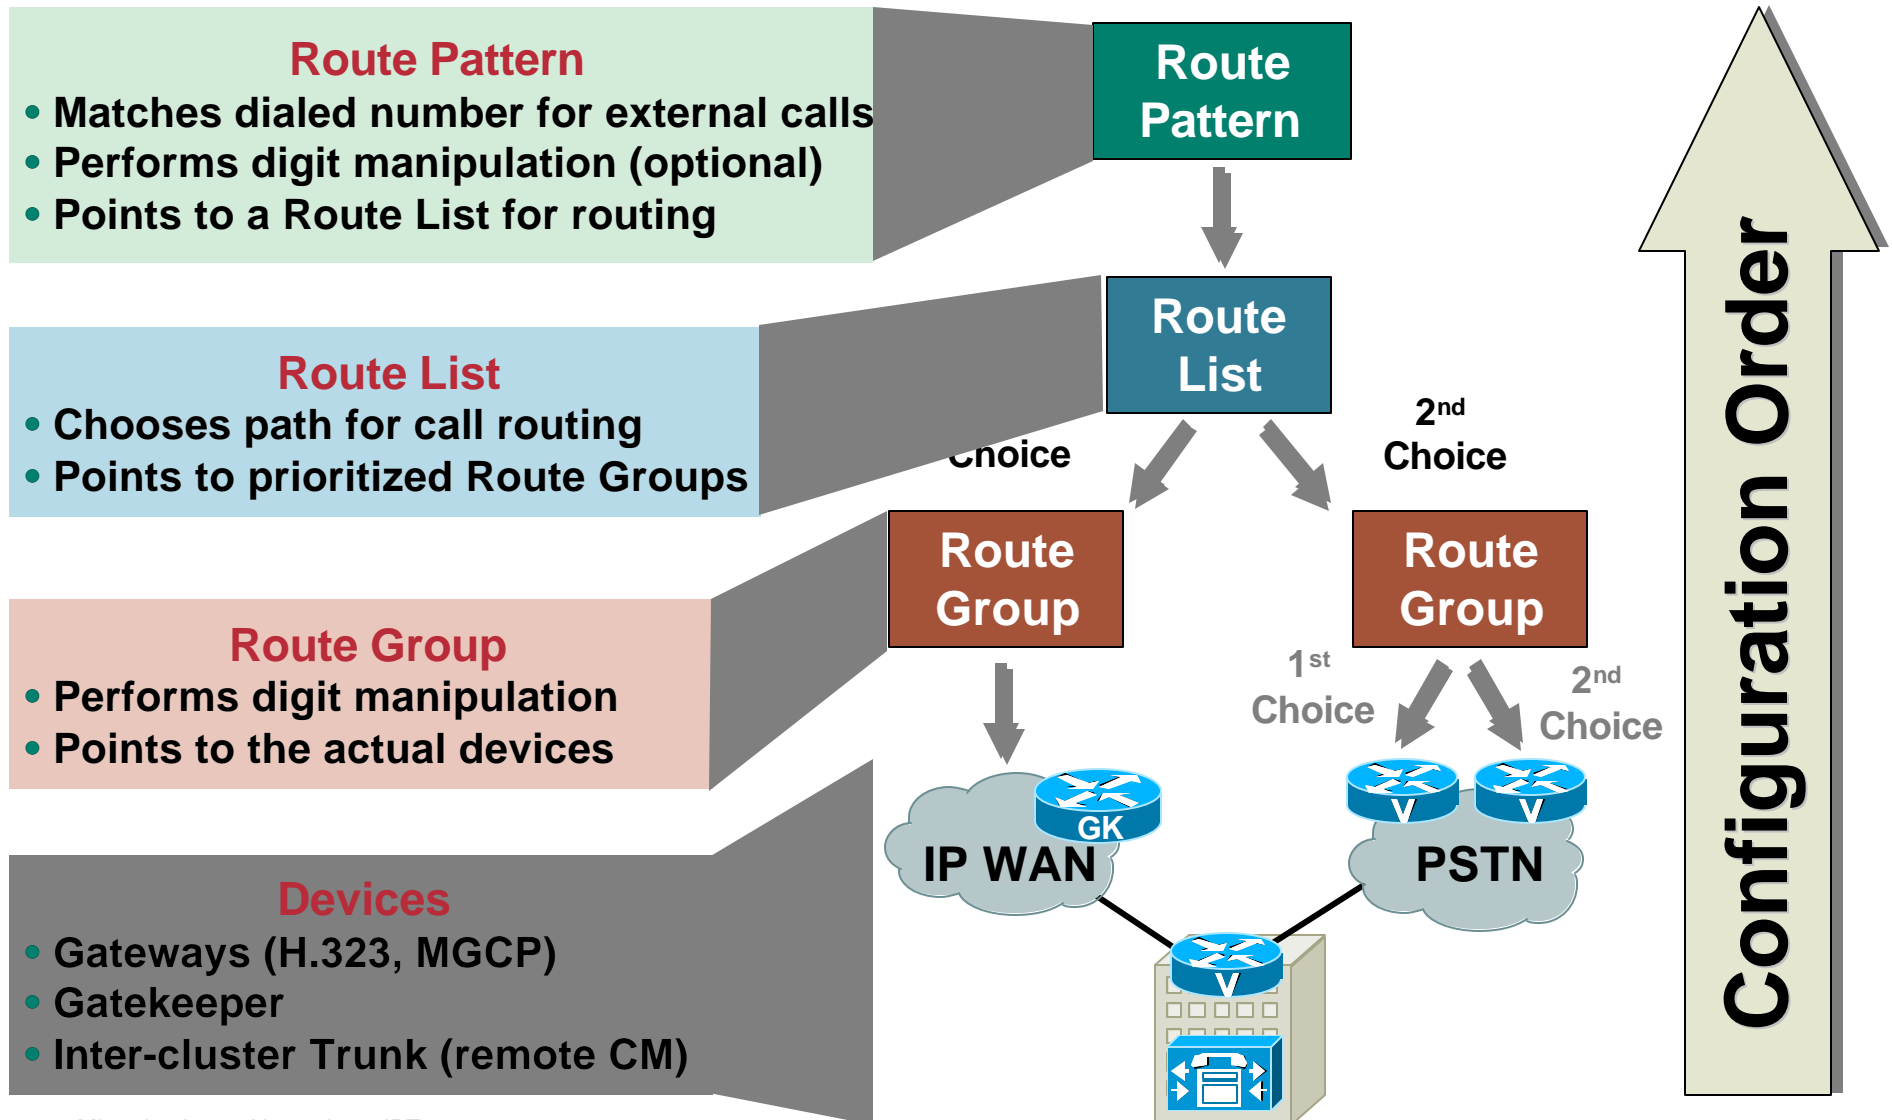 Route Pattern
• Matches dialed number for external calls
• Performs digit manipulation (optional)
• Points to a Route List for routing
Route
Pattern
Route List
• Chooses path for call routing
• Points to prioritized Route Groups
Route
List
Choice
2nd
Choice
Route Group
• Performs digit manipulation
• Points to the actual devices
Route
Group
Route
Group
1st
Choice
2nd
Choice
Devices
• Gateways (H.323, MGCP)
• Gatekeeper
• Inter-cluster Trunk (remote CM)
GK
IP WAN
V
V
PSTN
V
Configuration Order